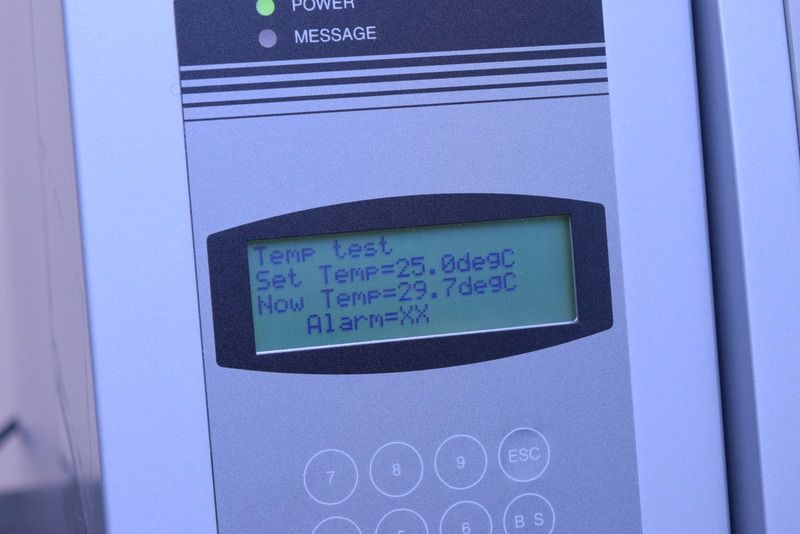 POWER
MESSAGE
Temp test
Set Temp=25.0degC
Now Temp=29.7degC
Alarm=XX
7 8 9 ESC
6 B S